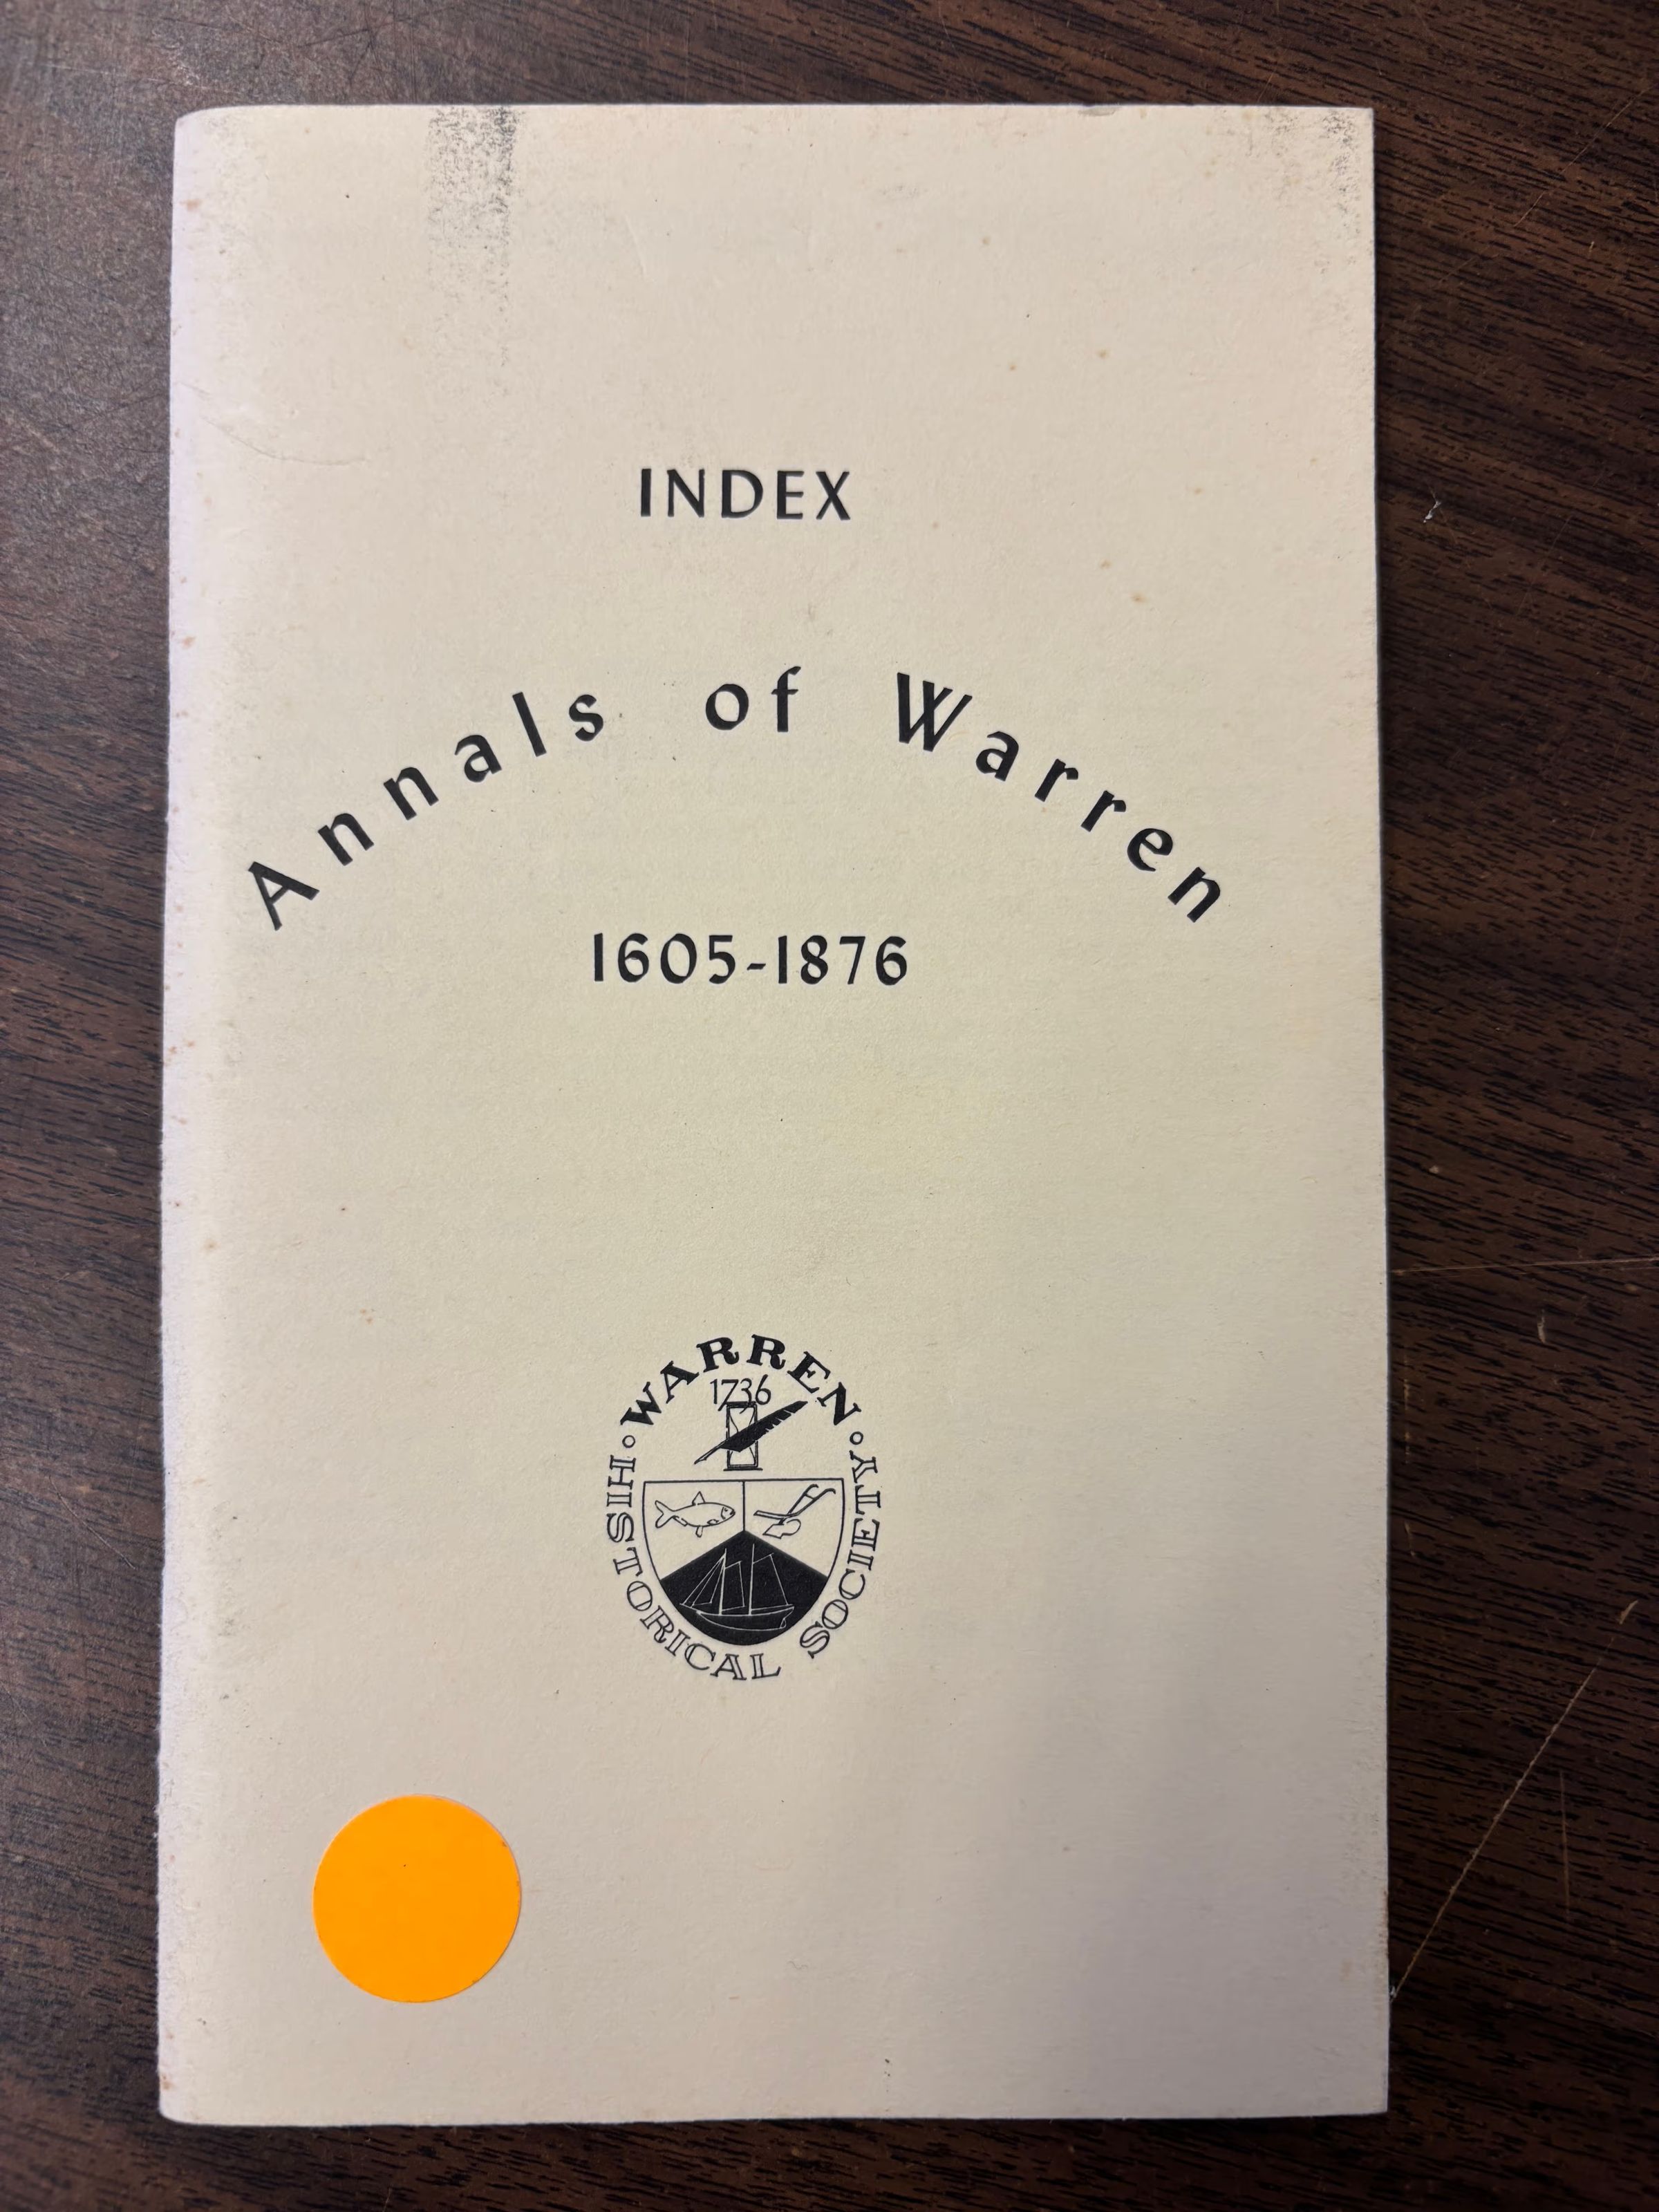 INDEX
Annals of Warren
1605-1876
WARREN
1736
HISTORICAL SOCIETY